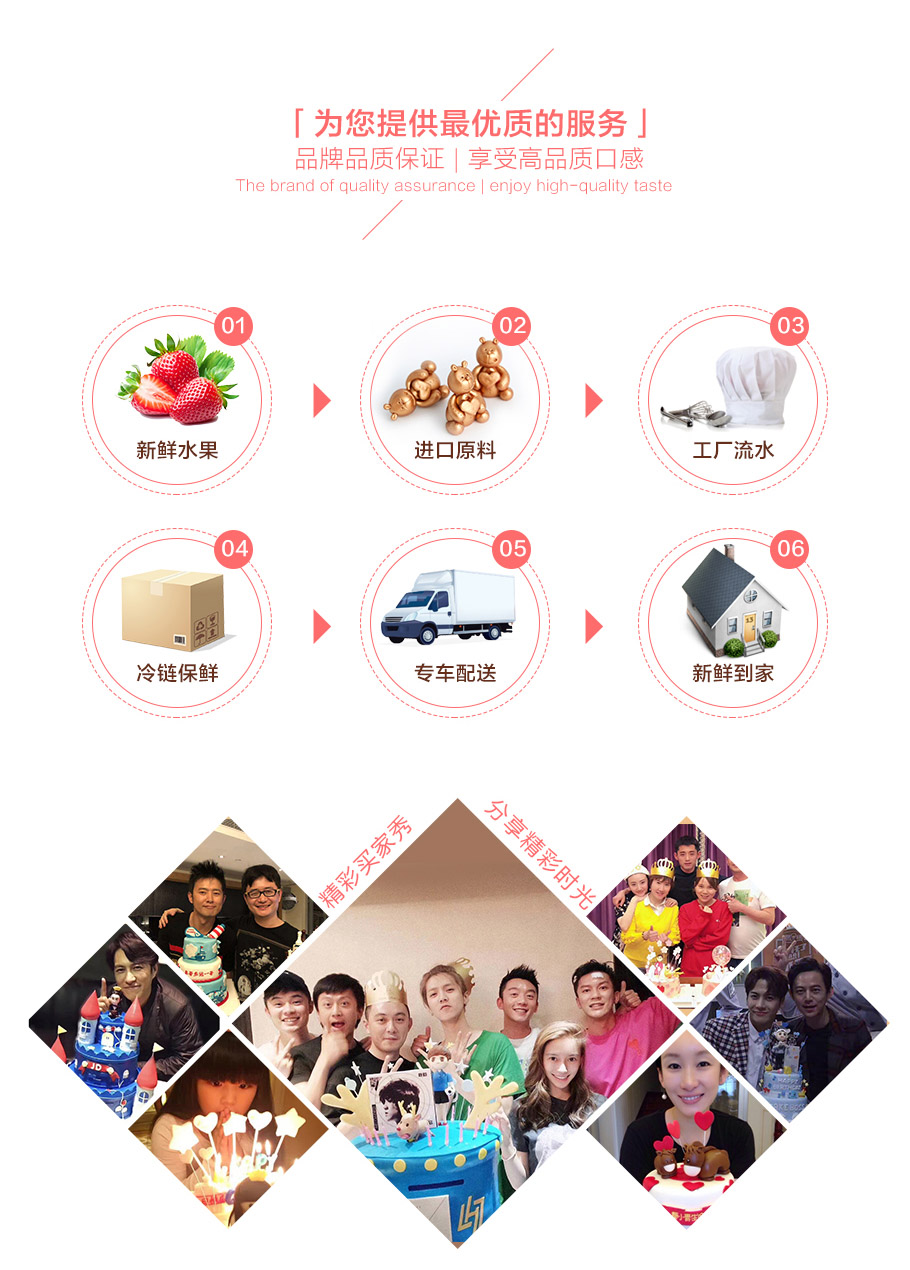 「为您提供最优质的服务」
品牌品质保证 | 享受高品质口感
The brand of quality assurance | enjoy high-quality taste
01
新鲜水果
02
进口原料
03
工厂流水
04
冷链保鲜
05
专车配送
06
新鲜到家
精彩买家秀
分享精彩时光